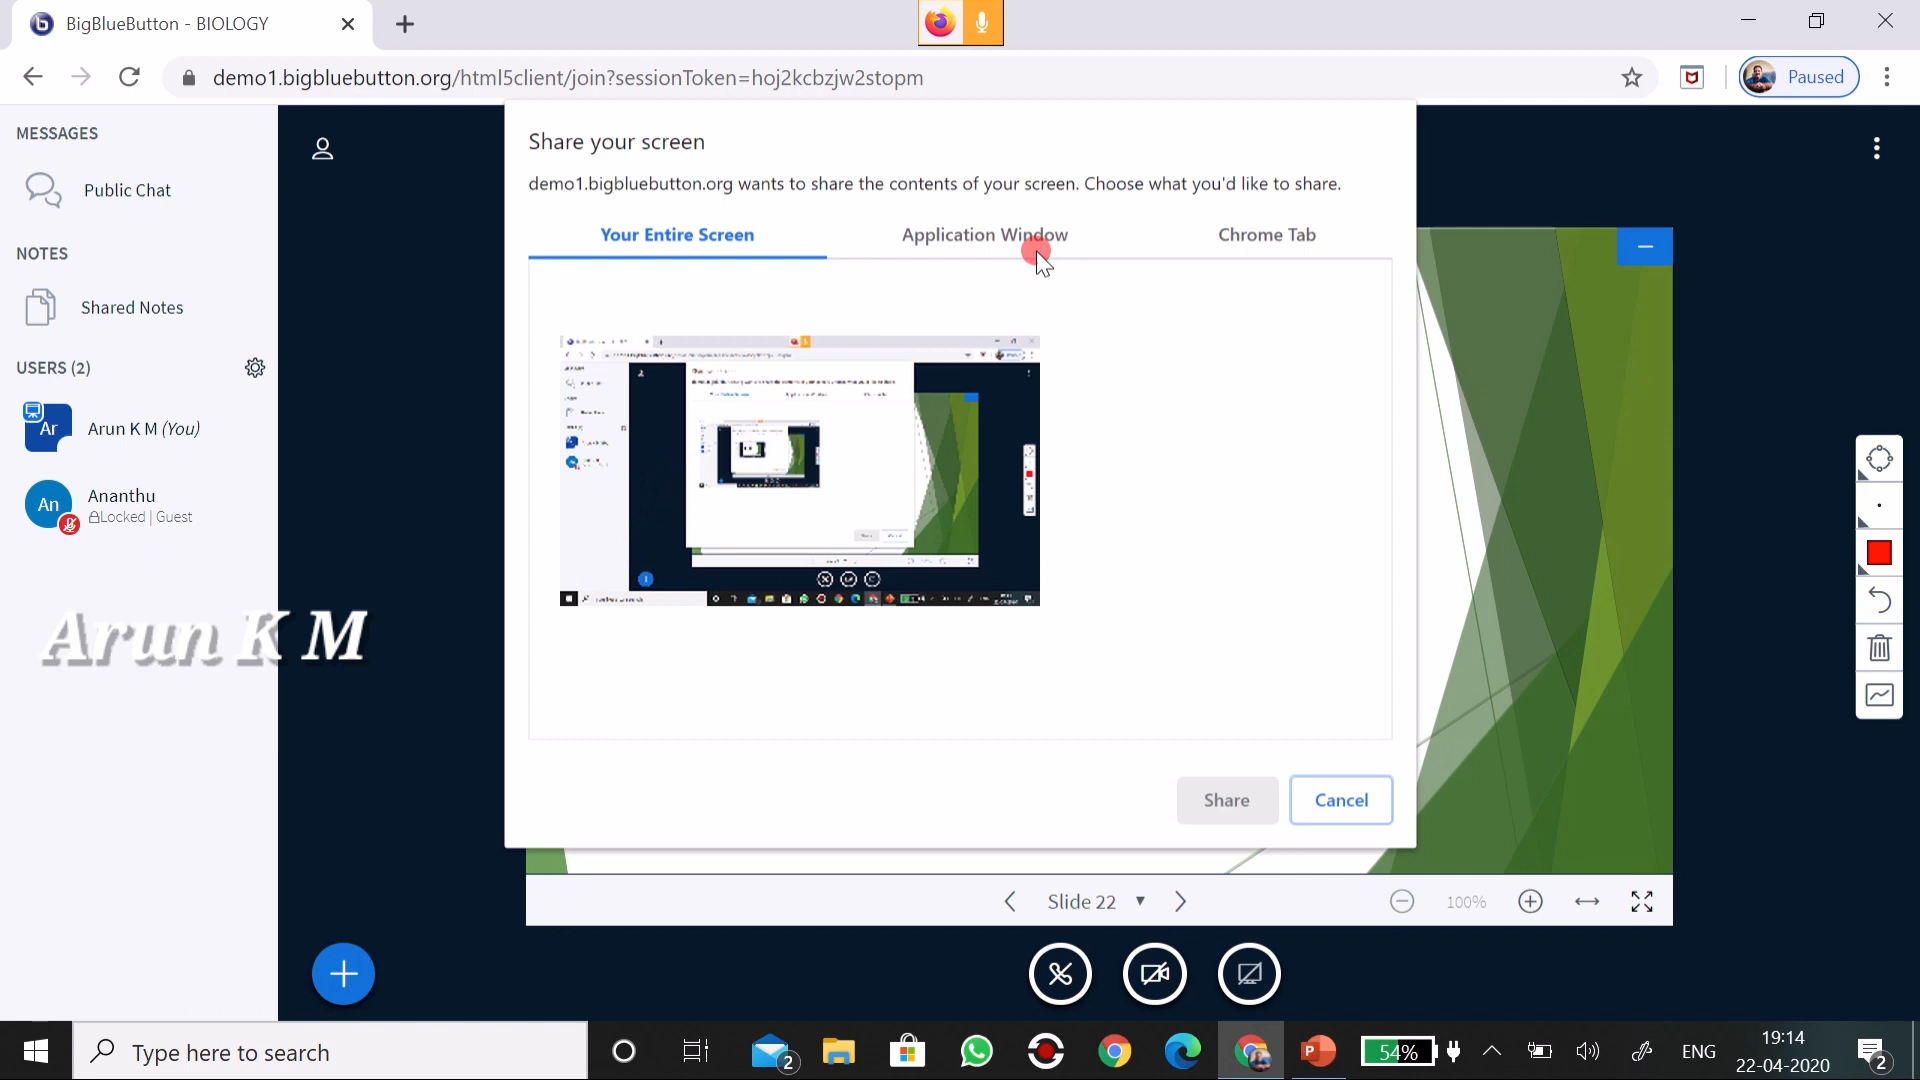 BigBlueButton - BIOLOGY
demo1.bigbluebutton.org/html5client/join?sessionToken=hoj2kcbzjw2stopm
Paused
MESSAGES
Public Chat
NOTES
Shared Notes
USERS (2)
Ar
Arun K M (You)
An
Ananthu
Locked | Guest
Arun K M
Share your screen
demo1.bigbluebutton.org wants to share the contents of your screen. Choose what you'd like to share.
Your Entire Screen
Application Window
Chrome Tab
Share
Cancel
Slide 22
100%
Type here to search
2
54%
ENG
19:14
22-04-2020
2